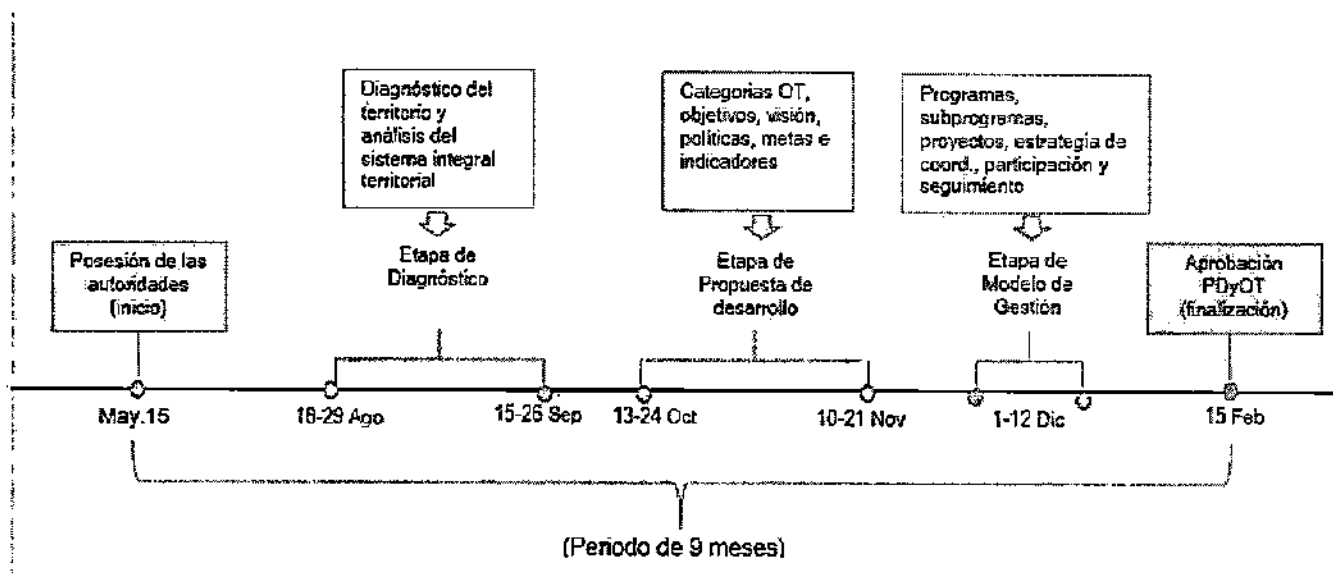 Diagnóstico del
territorio y
análisis del
sistema integral
territorial
Categorias OT,
objetivos, visión,
políticas, metas e
indicadores
Programas,
subprogramas,
proyectos, estrategia de
coord., participación y
seguimiento
Posesión de las
autoridades
(inicio)
Etapa de
Diagnóstico
Etapa de
Propuesta de
desarrollo
Etapa de
Modelo de
Gestión
Aprobación
PDyOT
(finalización)
May.15
18-29 Ago
15-26 Sep
13-24 Oct
10-21 Nov
1-12 Dic
15 Feb
(Periodo de 9 meses)